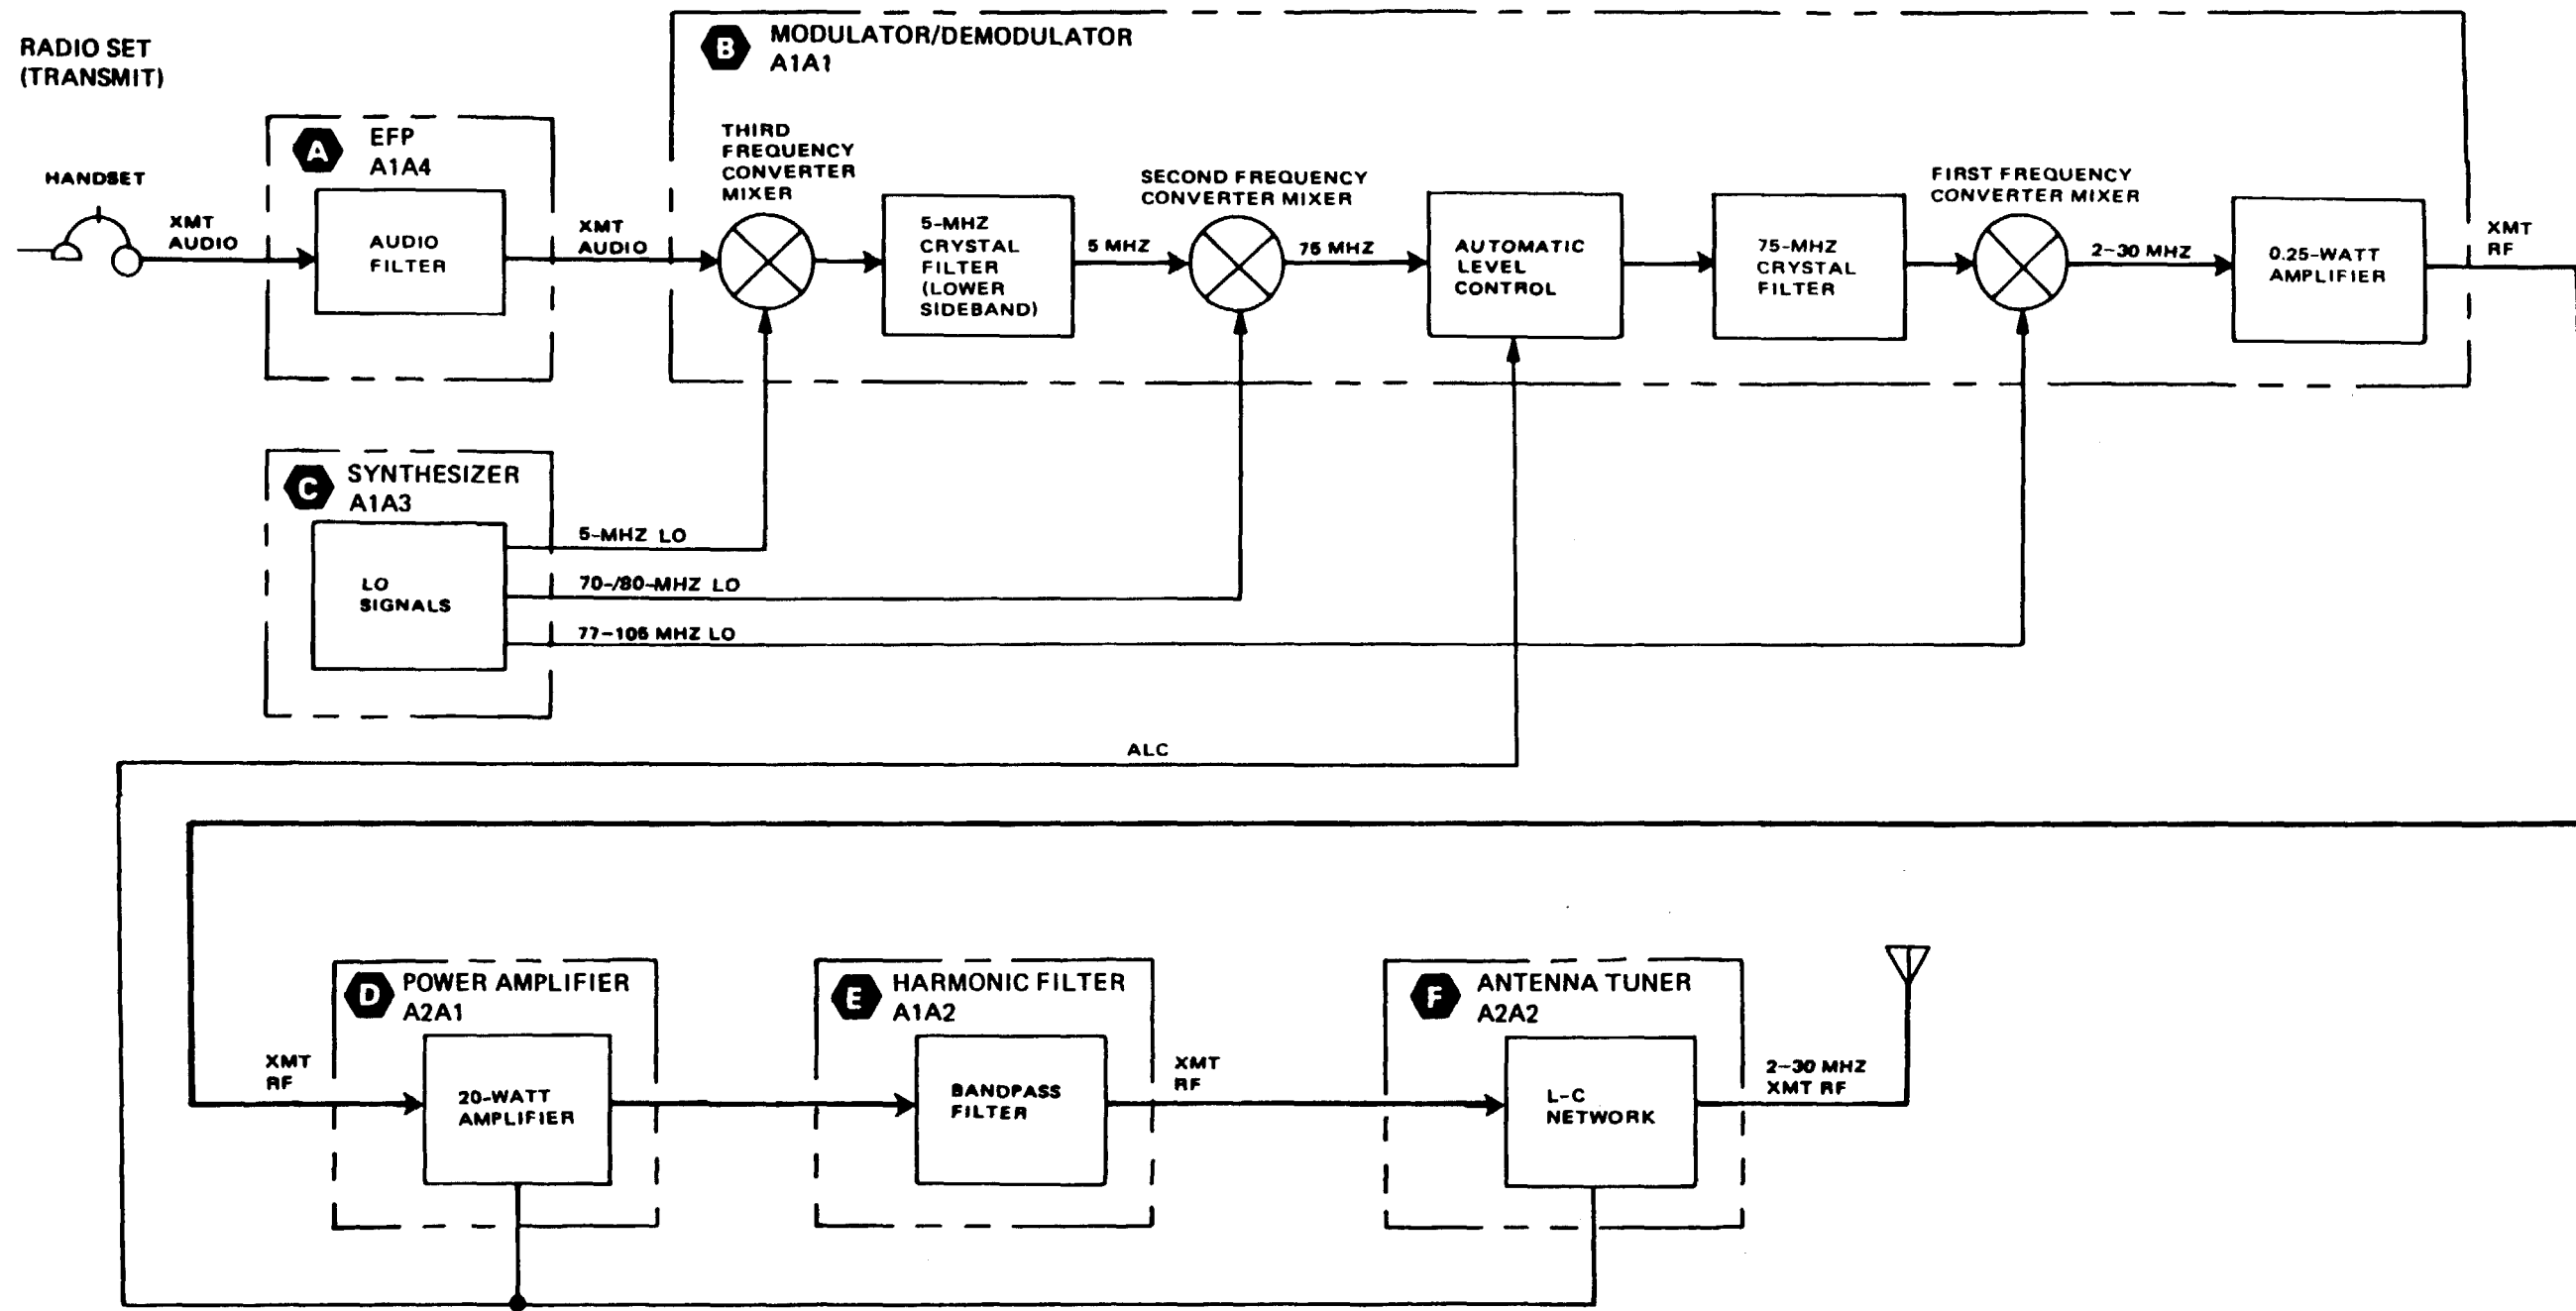 RADIO SET
(TRANSMIT)
HANDSET
XMT
AUDIO
A
EFP
A1A4
AUDIO
FILTER
XMT
AUDIO
B
MODULATOR/DEMODULATOR
A1A1
THIRD
FREQUENCY
CONVERTER
MIXER
5-MHZ
CRYSTAL
FILTER
(LOWER
SIDEBAND)
5 MHZ
SECOND FREQUENCY
CONVERTER MIXER
75 MHZ
AUTOMATIC
LEVEL
CONTROL
75-MHZ
CRYSTAL
FILTER
FIRST FREQUENCY
CONVERTER MIXER
2-30 MHZ
0.25-WATT
AMPLIFIER
XMT
RF
C
SYNTHESIZER
A1A3
LO
SIGNALS
5-MHZ LO
70-/80-MHZ LO
77-105 MHZ LO
ALC
XMT
RF
D
POWER AMPLIFIER
A2A1
20-WATT
AMPLIFIER
E
HARMONIC FILTER
A1A2
BANDPASS
FILTER
XMT
RF
F
ANTENNA TUNER
A2A2
L-C
NETWORK
2-30 MHZ
XMT RF